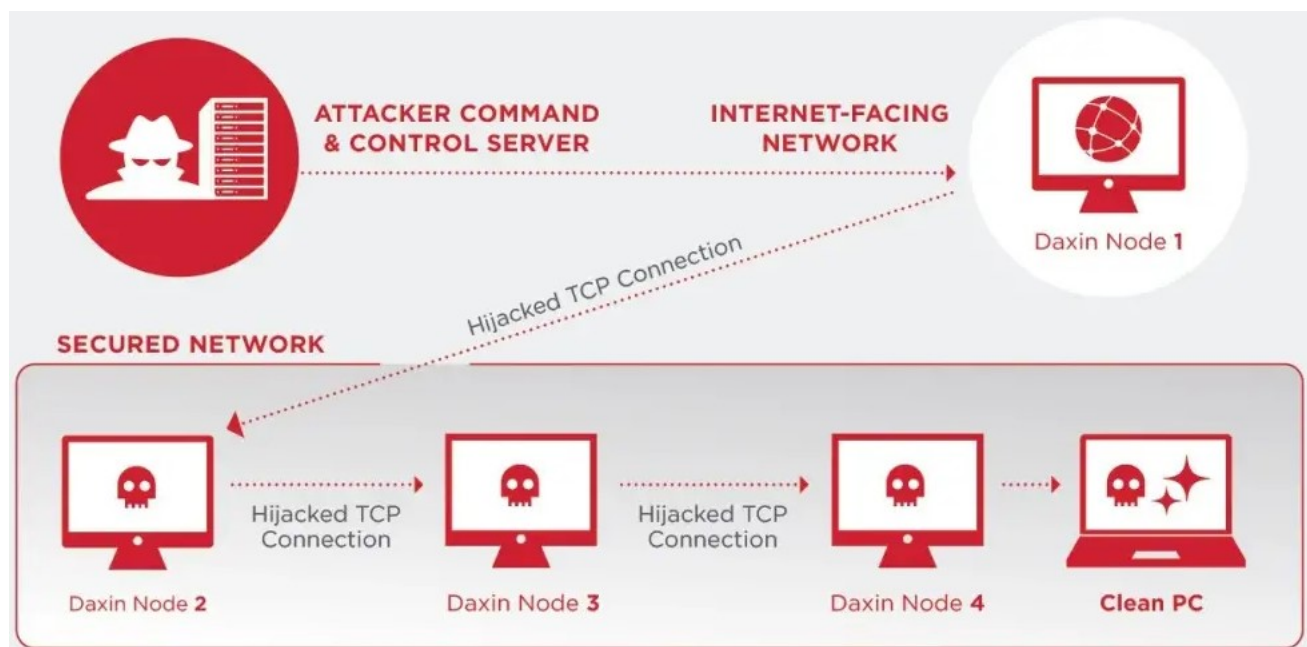 ATTACKER COMMAND
& CONTROL SERVER
INTERNET-FACING
NETWORK
Daxin Node 1
Hijacked TCP Connection
SECURED NETWORK
Hijacked TCP
Connection
Hijacked TCP
Connection
Daxin Node 2
Daxin Node 3
Daxin Node 4
Clean PC